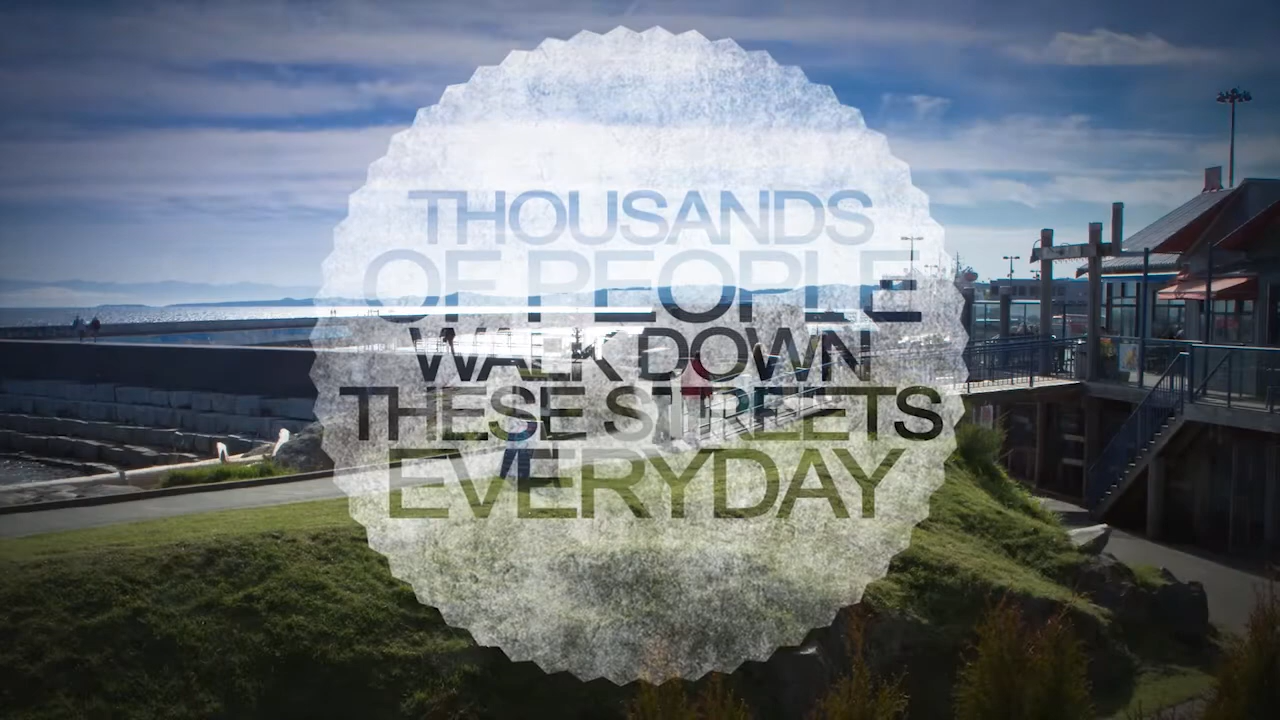 THOUSANDS
OF PEOPLE
WALK DOWN
THESE STREETS
EVERYDAY